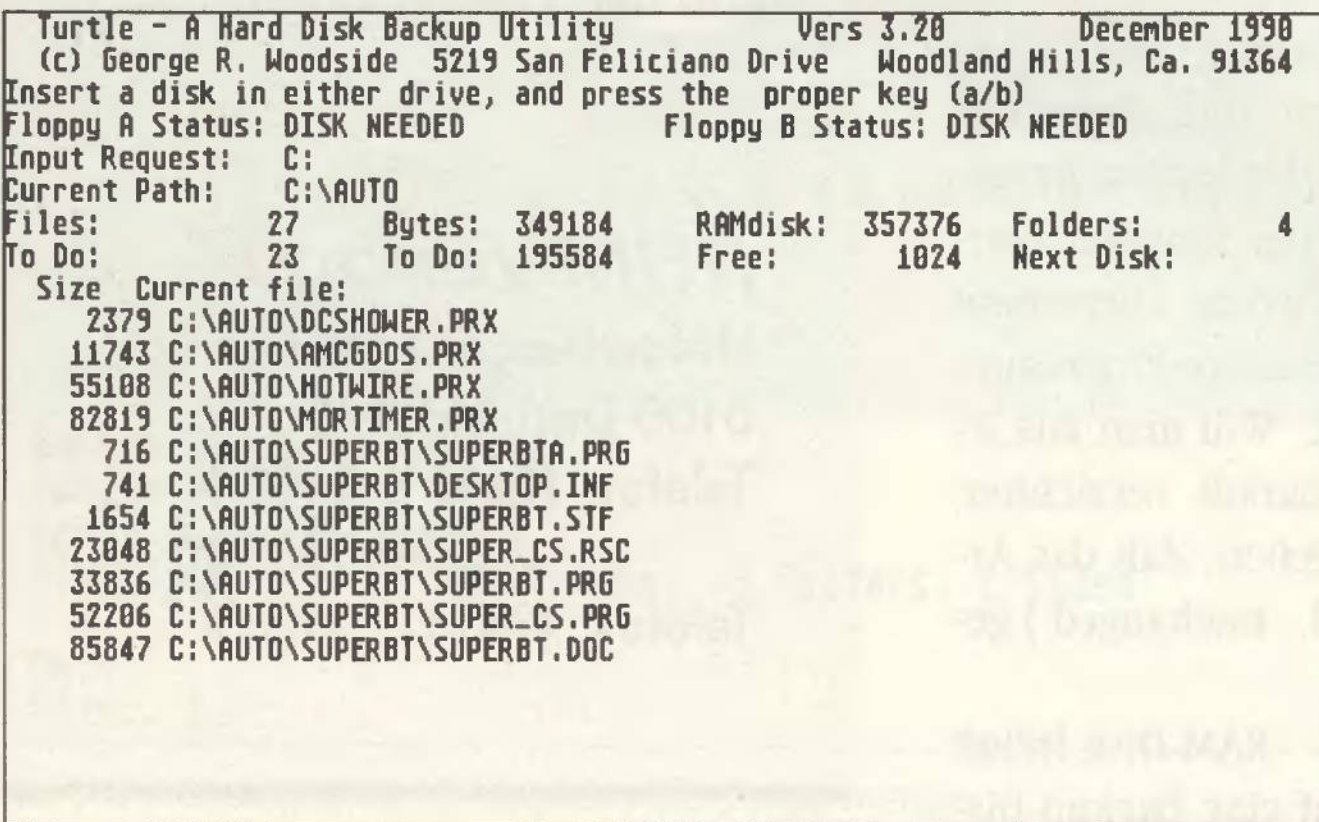 Turtle - A Hard Disk Backup Utility Vers 3.20 December 1990
(c) George R. Woodside 5219 San Feliciano Drive Woodland Hills, Ca. 91364
Insert a disk in either drive, and press the proper key (a/b)
Floppy A Status: DISK NEEDED Floppy B Status: DISK NEEDED
Input Request: C:
Current Path: C:\AUTO
Files: 27 Bytes: 349184 RAMdisk: 357376 Folders: 4
To Do: 23 To Do: 195584 Free: 1024 Next Disk:
Size Current file:
2379 C:\AUTO\DCSHOWER.PRX
11743 C:\AUTO\AMCGDOS.PRX
55108 C:\AUTO\HOTWIRE.PRX
82819 C:\AUTO\MORTIMER.PRX
716 C:\AUTO\SUPERBT\SUPERBTA.PRG
741 C:\AUTO\SUPERBT\DESKTOP.INF
1654 C:\AUTO\SUPERBT\SUPERBT.STF
23048 C:\AUTO\SUPERBT\SUPER_CS.RSC
33836 C:\AUTO\SUPERBT\SUPERBT.PRG
52206 C:\AUTO\SUPERBT\SUPER_CS.PRG
85847 C:\AUTO\SUPERBT\SUPERBT.DOC